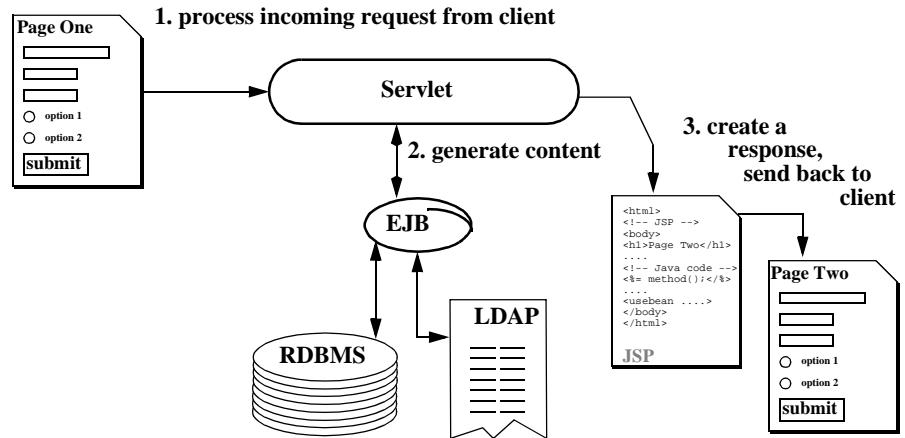 1. process incoming request from client
Page One
option 1
option 2
submit
Servlet
2. generate content
3. create a
response,
send back to
client
EJB
RDBMS
LDAP
<html>
<!-- JSP -->
<body>
<h1>Page Two</h1>
....
<!-- Java code -->
<%= method();</%>
....
<usebean ....>
</body>
</html>
JSP
Page Two
option 1
option 2
submit